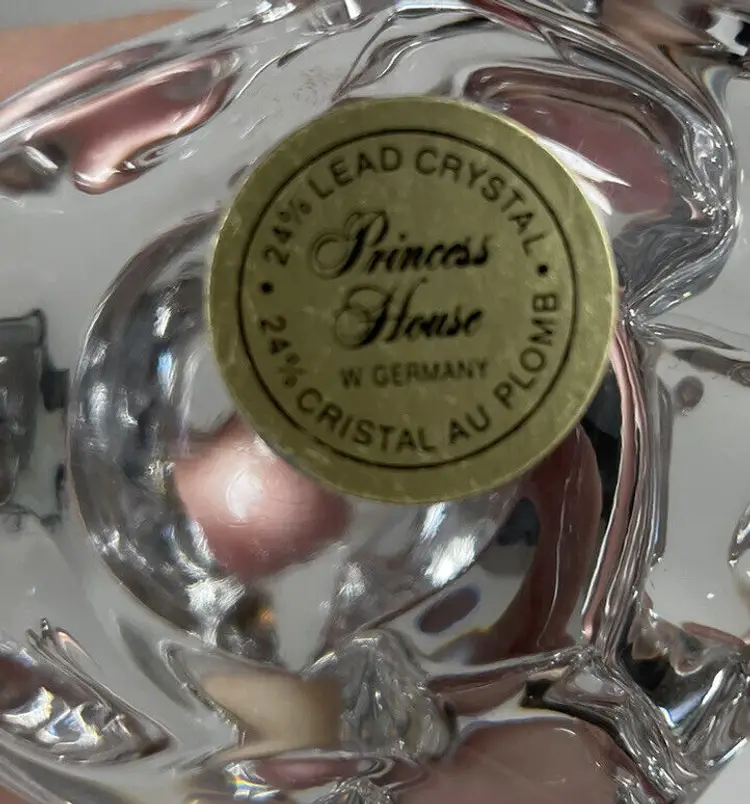 24% LEAD CRYSTAL
Princess
House
W. GERMANY
24% CRISTAL AU PLOMB